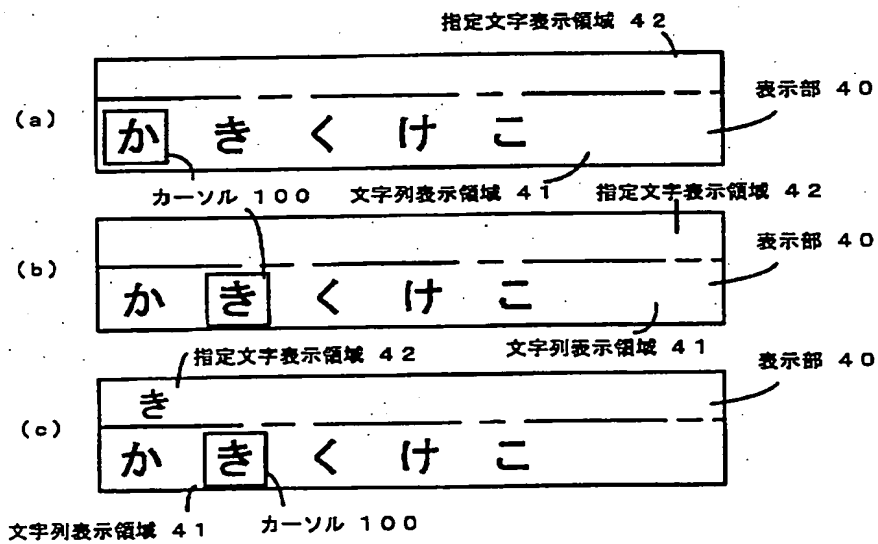 指定文字表示領域 42
表示部 40
(a)
か き く け こ
カーソル 100 文字列表示領域 41 指定文字表示領域 42
表示部 40
(b)
か き く け こ
文字列表示領域 41
指定文字表示領域 42
表示部 40
き
(c)
か き く け こ
文字列表示領域 41 カーソル 100